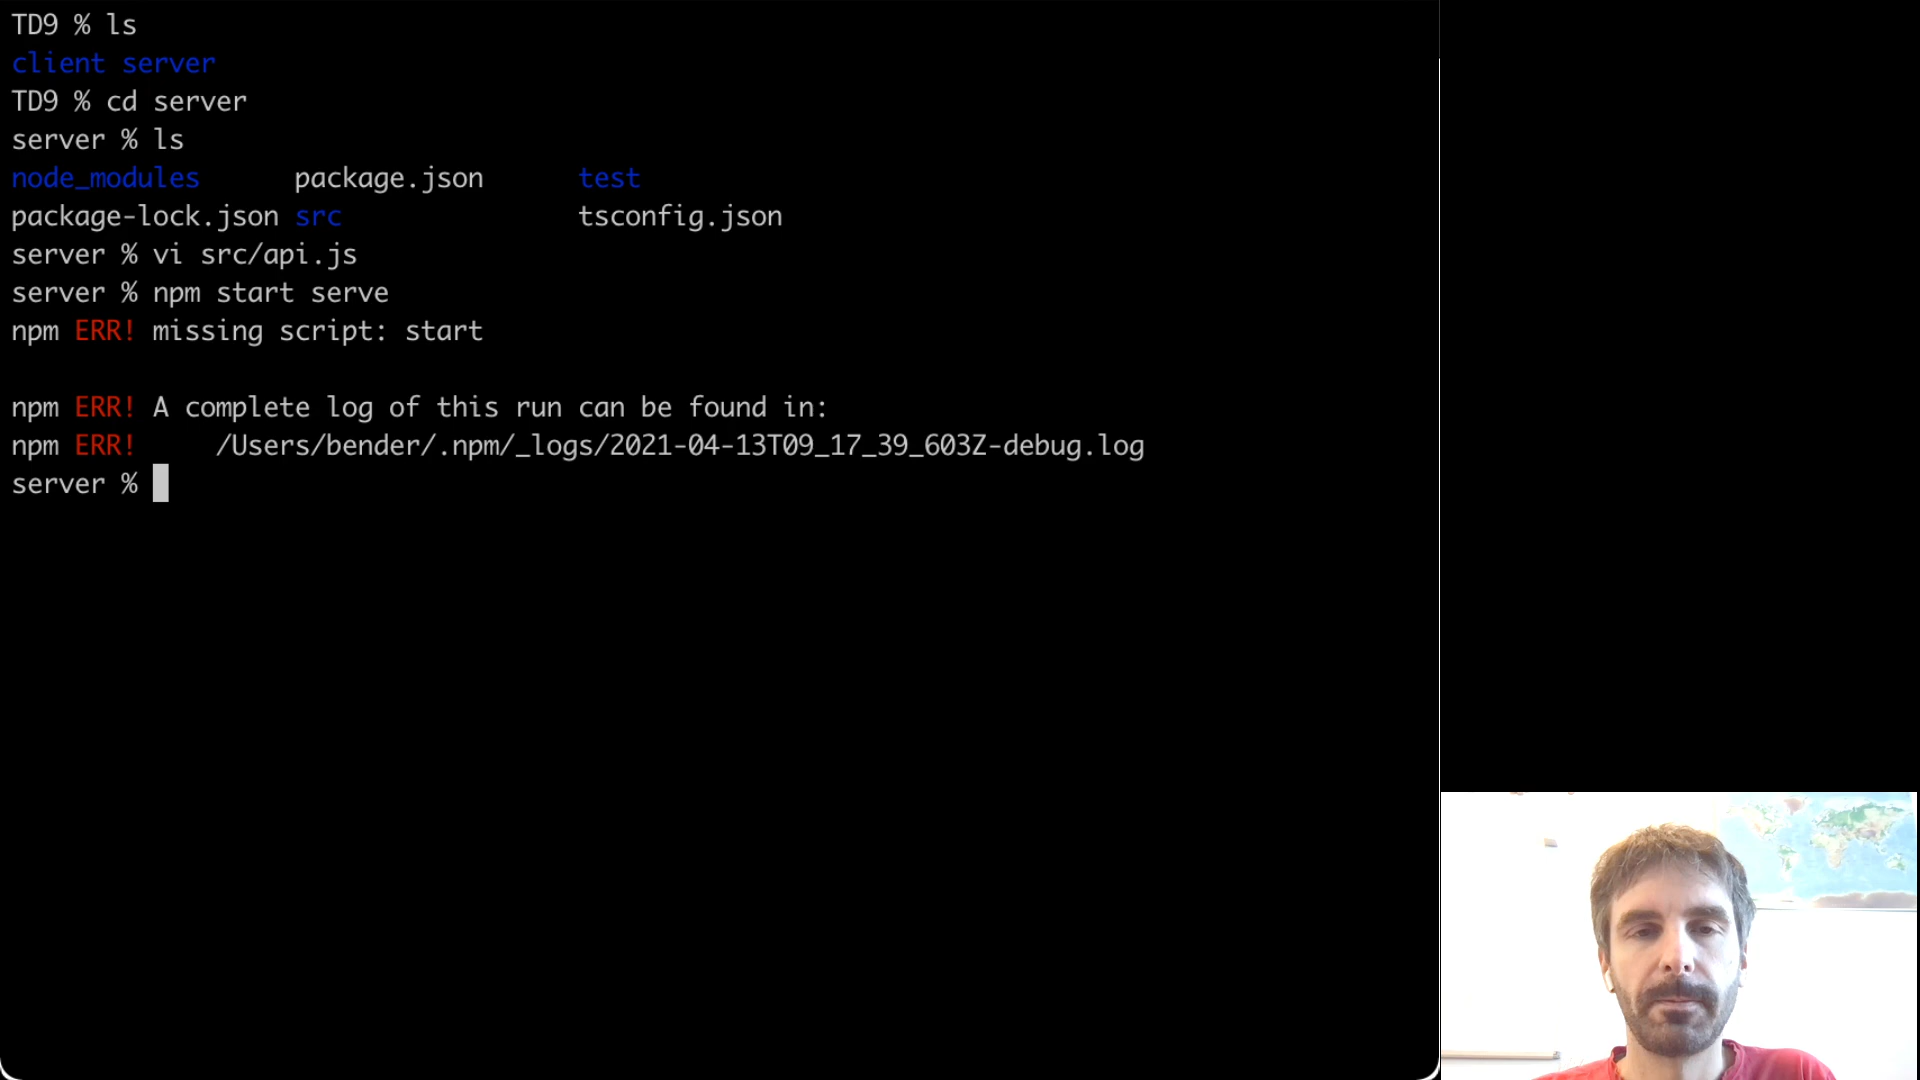 TD9 % ls
client server
TD9 % cd server
server % ls
node_modules package.json test
package-lock.json src tsconfig.json
server % vi src/api.js
server % npm start serve
npm ERR! missing script: start
npm ERR! A complete log of this run can be found in:
npm ERR! /Users/bender/.npm/_logs/2021-04-13T09_17_39_603Z-debug.log
server %